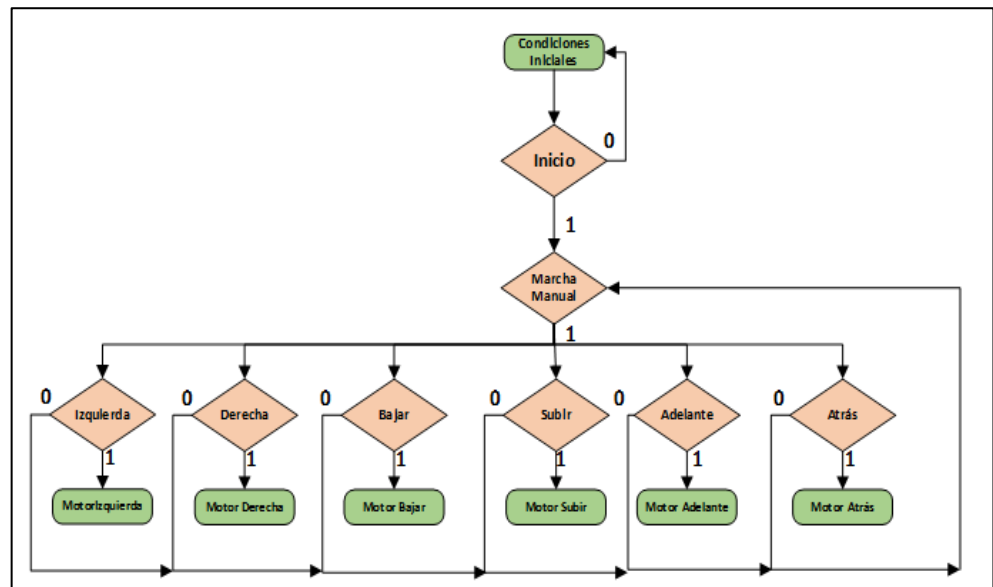 Condiciones
Iniciales
0
Inicio
1
Marcha
Manual
1
0
0
0
0
0
0
Izquierda
Derecha
Bajar
Subir
Adelante
Atrás
1
1
1
1
1
1
MotorIzquierda
Motor Derecha
Motor Bajar
Motor Subir
Motor Adelante
Motor Atrás